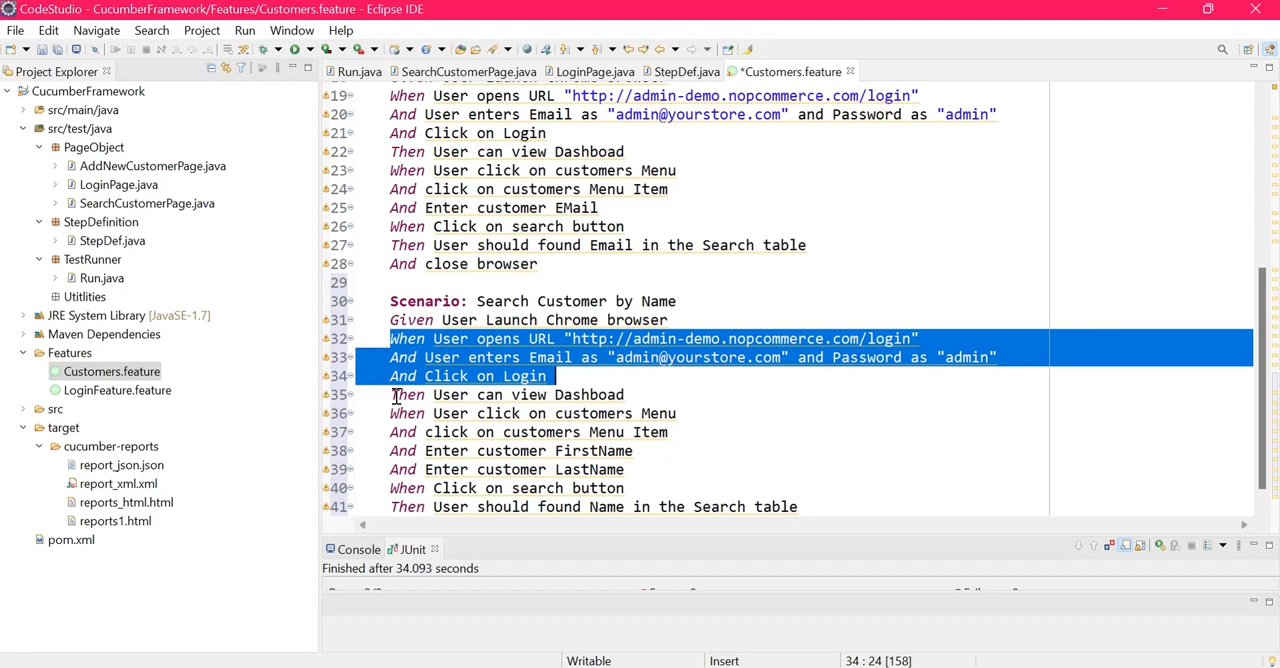 CodeStudio - CucumberFramework/Features/Customers.feature - Eclipse IDE
File Edit Navigate Search Project Run Window Help
Project Explorer
Run.java SearchCustomerPage.java LoginPage.java StepDef.java *Customers.feature
CucumberFramework
src/main/java
src/test/java
PageObject
AddNewCustomerPage.java
LoginPage.java
SearchCustomerPage.java
StepDefinition
StepDef.java
TestRunner
Run.java
Utitlities
JRE System Library [JavaSE-1.7]
Maven Dependencies
Features
Customers.feature
LoginFeature.feature
src
target
cucumber-reports
report_json.json
report_xml.xml
reports_html.html
reports1.html
pom.xml
19 When User opens URL "http://admin-demo.nopcommerce.com/login"
20 And User enters Email as "admin@yourstore.com" and Password as "admin"
21 And Click on Login
22 Then User can view Dashboad
23 When User click on customers Menu
24 And click on customers Menu Item
25 And Enter customer EMail
26 When Click on search button
27 Then User should found Email in the Search table
28 And close browser
29
30 Scenario: Search Customer by Name
31 Given User Launch Chrome browser
32 When User opens URL "http://admin-demo.nopcommerce.com/login"
33 And User enters Email as "admin@yourstore.com" and Password as "admin"
34 And Click on Login
35 Then User can view Dashboad
36 When User click on customers Menu
37 And click on customers Menu Item
38 And Enter customer FirstName
39 And Enter customer LastName
40 When Click on search button
41 Then User should found Name in the Search table
Console JUnit
Finished after 34.093 seconds
Writable Insert 34 : 24 [158]